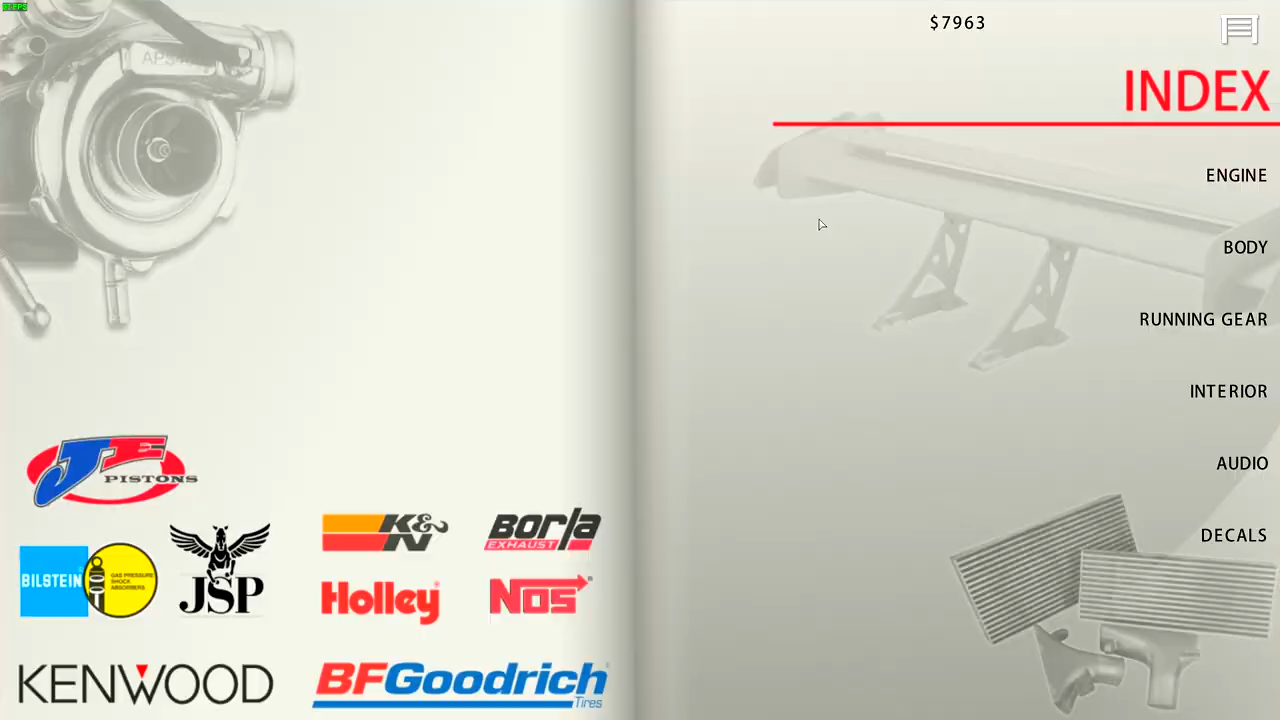 $7963
INDEX
ENGINE
BODY
RUNNING GEAR
INTERIOR
AUDIO
DECALS
JE
PISTONS
K&N
BORLA
EXHAUST
BILSTEIN
GAS PRESSURE
SHOCK
ABSORBERS
JSP
Holley
NOS
KENWOOD
BFGoodrich
Tires